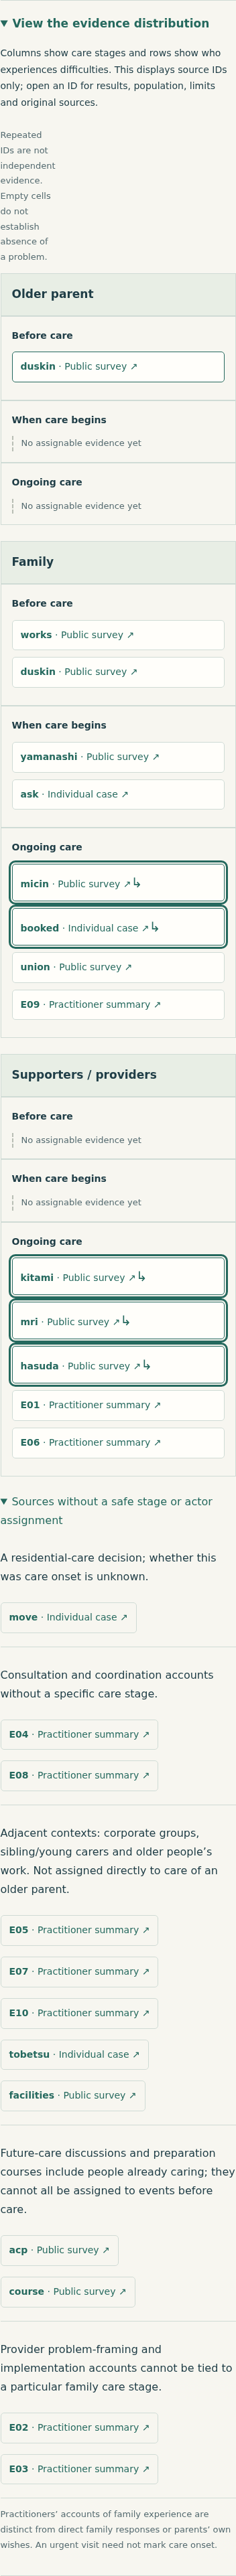 ▼ View the evidence distribution
Columns show care stages and rows show who
experiences difficulties. This displays source IDs
only; open an ID for results, population, limits
and original sources.
Repeated
IDs are not
independent
evidence.
Empty cells
do not
establish
absence of
a problem.
Older parent
Before care
duskin · Public survey ↗
When care begins
No assignable evidence yet
Ongoing care
No assignable evidence yet
Family
Before care
works · Public survey ↗
duskin · Public survey ↗
When care begins
yamanashi · Public survey ↗
ask · Individual case ↗
Ongoing care
micin · Public survey ↗↳
booked · Individual case ↗↳
union · Public survey ↗
E09 · Practitioner summary ↗
Supporters / providers
Before care
No assignable evidence yet
When care begins
No assignable evidence yet
Ongoing care
kitami · Public survey ↗↳
mri · Public survey ↗↳
hasuda · Public survey ↗↳
E01 · Practitioner summary ↗
E06 · Practitioner summary ↗
▼ Sources without a safe stage or actor
assignment
A residential-care decision; whether this
was care onset is unknown.
move · Individual case ↗
Consultation and coordination accounts
without a specific care stage.
E04 · Practitioner summary ↗
E08 · Practitioner summary ↗
Adjacent contexts: corporate groups,
sibling/young carers and older people’s
work. Not assigned directly to care of an
older parent.
E05 · Practitioner summary ↗
E07 · Practitioner summary ↗
E10 · Practitioner summary ↗
tobetsu · Individual case ↗
facilities · Public survey ↗
Future-care discussions and preparation
courses include people already caring; they
cannot all be assigned to events before
care.
acp · Public survey ↗
course · Public survey ↗
Provider problem-framing and
implementation accounts cannot be tied to
a particular family care stage.
E02 · Practitioner summary ↗
E03 · Practitioner summary ↗
Practitioners’ accounts of family experience are
distinct from direct family responses or parents’ own
wishes. An urgent visit need not mark care onset.